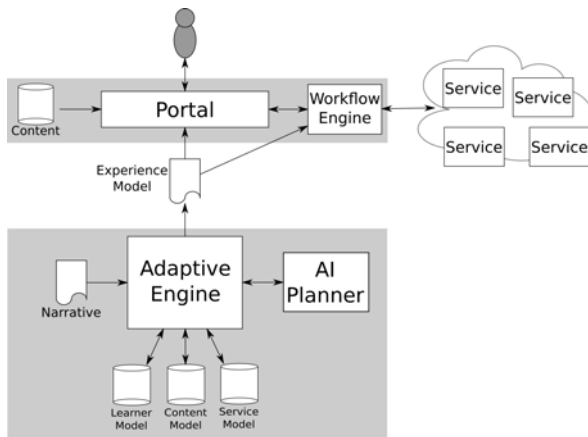 Service
Service
Portal
Workflow
Engine
Content
Service
Service
Experience
Model
Adaptive
Engine
AI
Planner
Narrative
Learner
Model
Content
Model
Service
Model